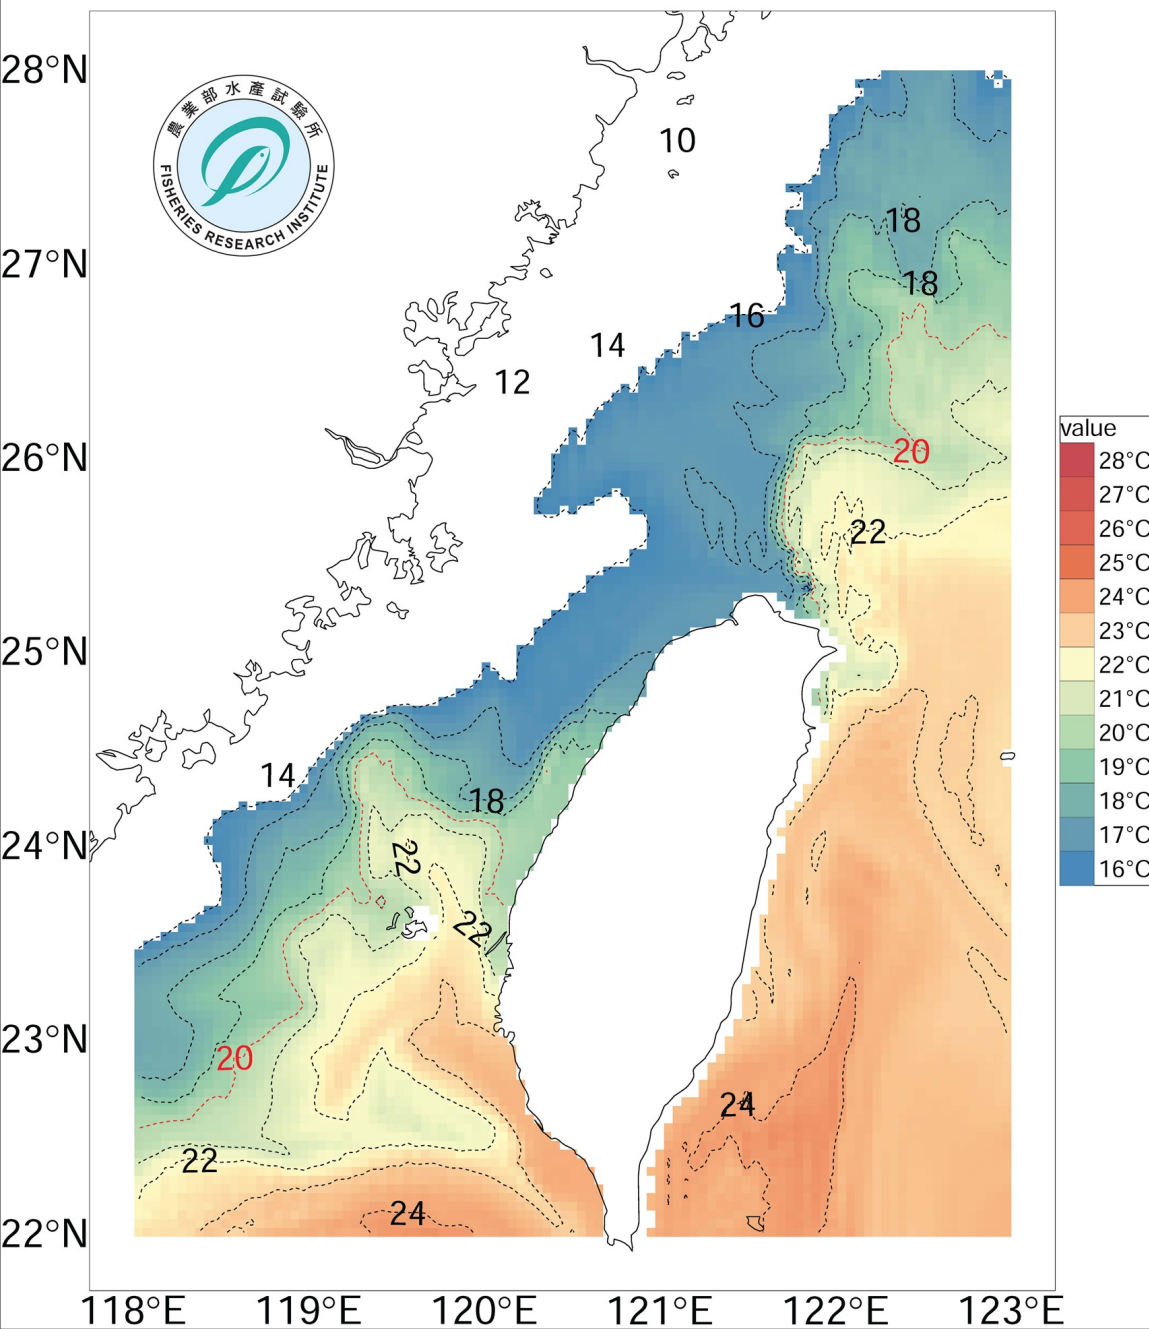 28°N
27°N
26°N
25°N
24°N
23°N
22°N
農業部水產試驗所
FISHERIES RESEARCH INSTITUTE
10
18
18
16
14
12
20
22
14
18
22
22
20
24
22
24
118°E 119°E 120°E 121°E 122°E 123°E
value
28°C
27°C
26°C
25°C
24°C
23°C
22°C
21°C
20°C
19°C
18°C
17°C
16°C